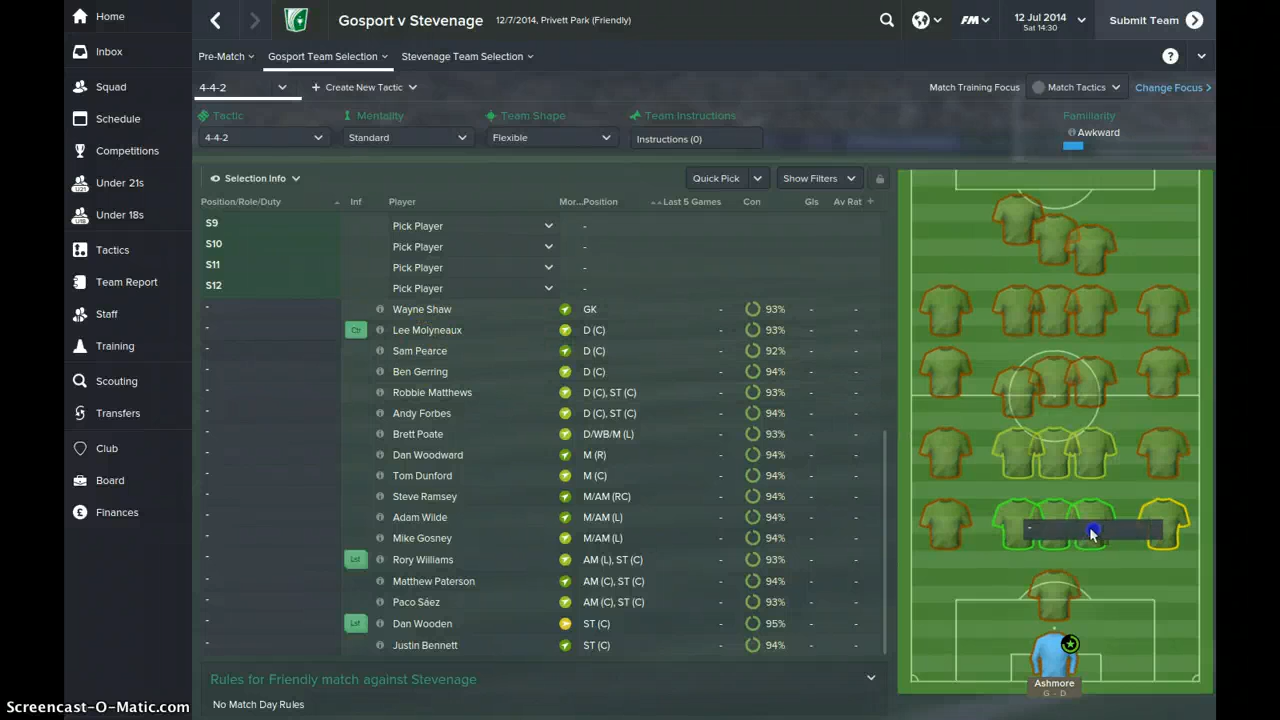 Home
Inbox
Squad
Schedule
Competitions
Under 21s
Under 18s
Tactics
Team Report
Staff
Training
Scouting
Transfers
Club
Board
Finances
Gosport v Stevenage 12/7/2014, Privett Park (Friendly) FM 12 Jul 2014 Sat 14:30 Submit Team
Pre-Match Gosport Team Selection Stevenage Team Selection ?
4-4-2 + Create New Tactic Match Training Focus Match Tactics Change Focus >
Tactic Mentality Team Shape Team Instructions Familiarity
4-4-2 Standard Flexible Instructions (0) Awkward
Selection Info Quick Pick Show Filters
Position/Role/Duty Inf Player Mor... Position Last 5 Games Con Gls Av Rat +
S9 Pick Player -
S10 Pick Player -
S11 Pick Player -
S12 Pick Player -
- Wayne Shaw GK - 93% - -
- Ctr Lee Molyneaux D (C) - 93% - -
- Sam Pearce D (C) - 92% - -
- Ben Gerring D (C) - 94% - -
- Robbie Matthews D (C), ST (C) - 93% - -
- Andy Forbes D (C), ST (C) - 94% - -
- Brett Poate D/WB/M (L) - 93% - -
- Dan Woodward M (R) - 94% - -
- Tom Dunford M (C) - 94% - -
- Steve Ramsey M/AM (RC) - 94% - -
- Adam Wilde M/AM (L) - 94% - -
- Mike Gosney M/AM (L) - 94% - -
- Lst Rory Williams AM (L), ST (C) - 93% - -
- Matthew Paterson AM (C), ST (C) - 94% - -
- Paco Sáez AM (C), ST (C) - 93% - -
- Lst Dan Wooden ST (C) - 95% - -
- Justin Bennett ST (C) - 94% - -
Ashmore
G - D
Rules for Friendly match against Stevenage
No Match Day Rules
Screencast-O-Matic.com